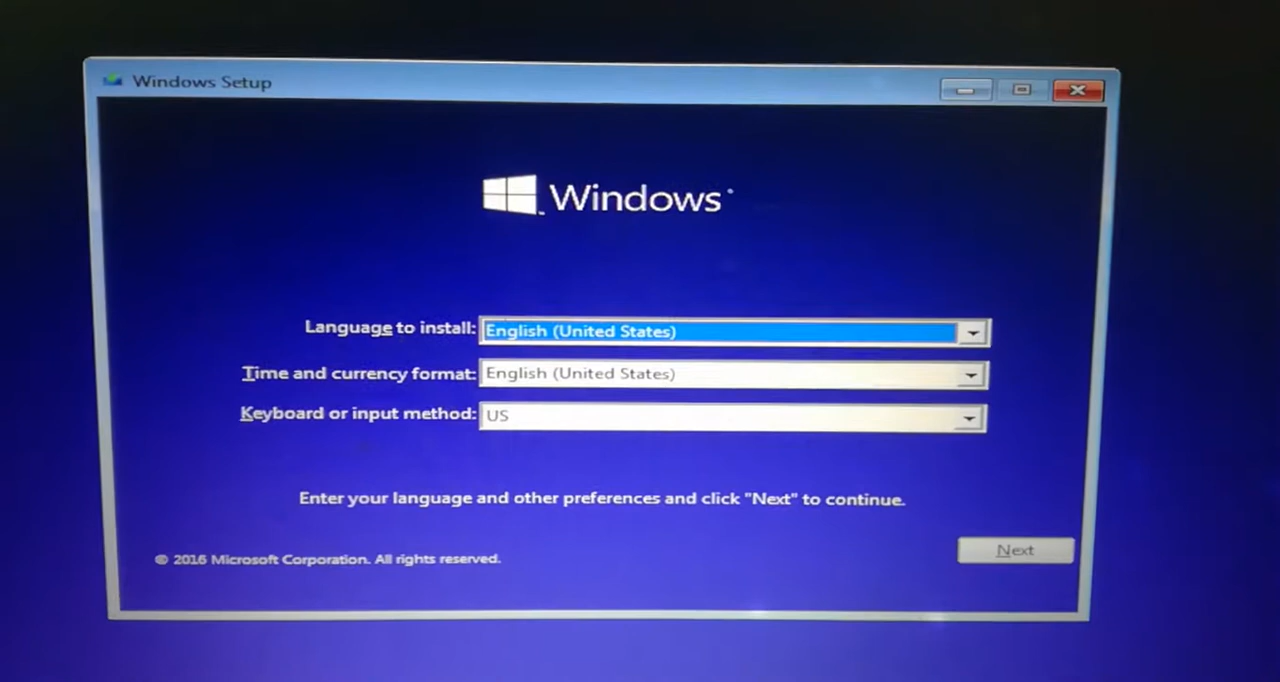 Windows Setup
Windows
Language to install: English (United States)
Time and currency format: English (United States)
Keyboard or input method: US
Enter your language and other preferences and click "Next" to continue.
© 2016 Microsoft Corporation. All rights reserved.
Next